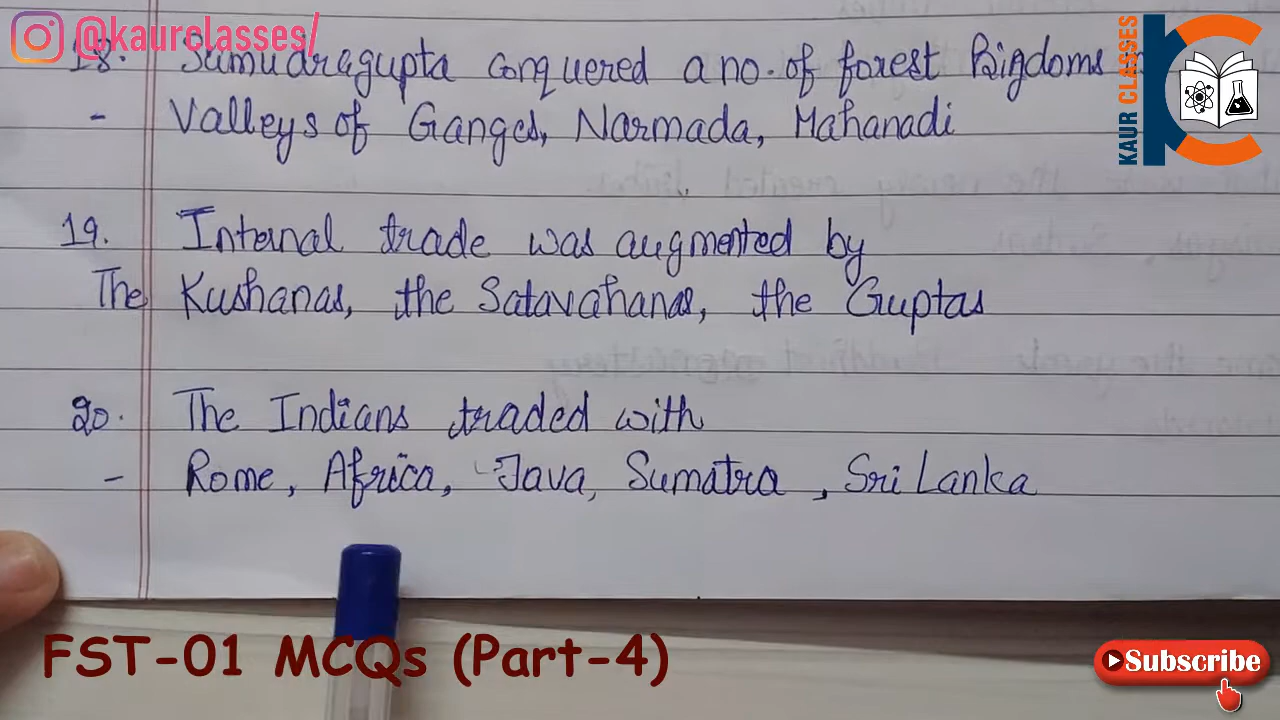 @kaurclasses/
KAUR CLASSES
18. Samudragupta conquered a no. of forest Kingdoms in
- Valleys of Ganges, Narmada, Mahanadi
19. Internal trade was augmented by
The Kushanas, the Satavahanas, the Guptas
20. The Indians traded with
- Rome, Africa, Java, Sumatra, Sri Lanka
FST-01 MCQs (Part-4)
Subscribe